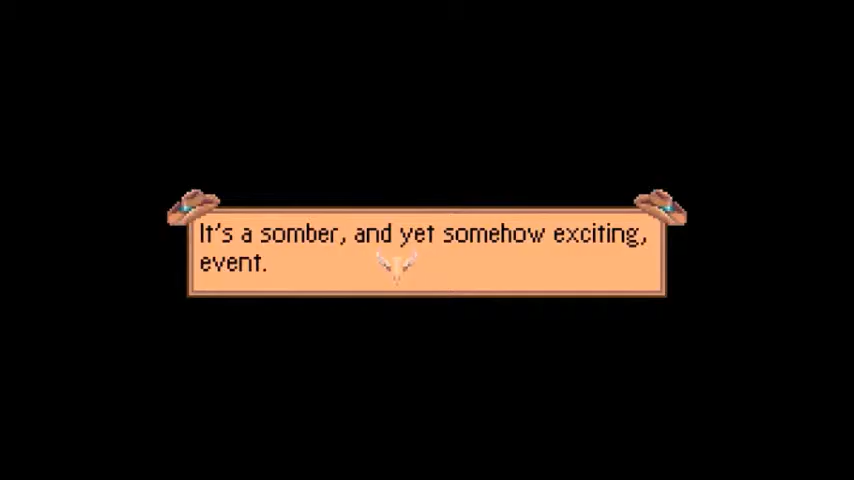 It's a somber, and yet somehow exciting,
event.